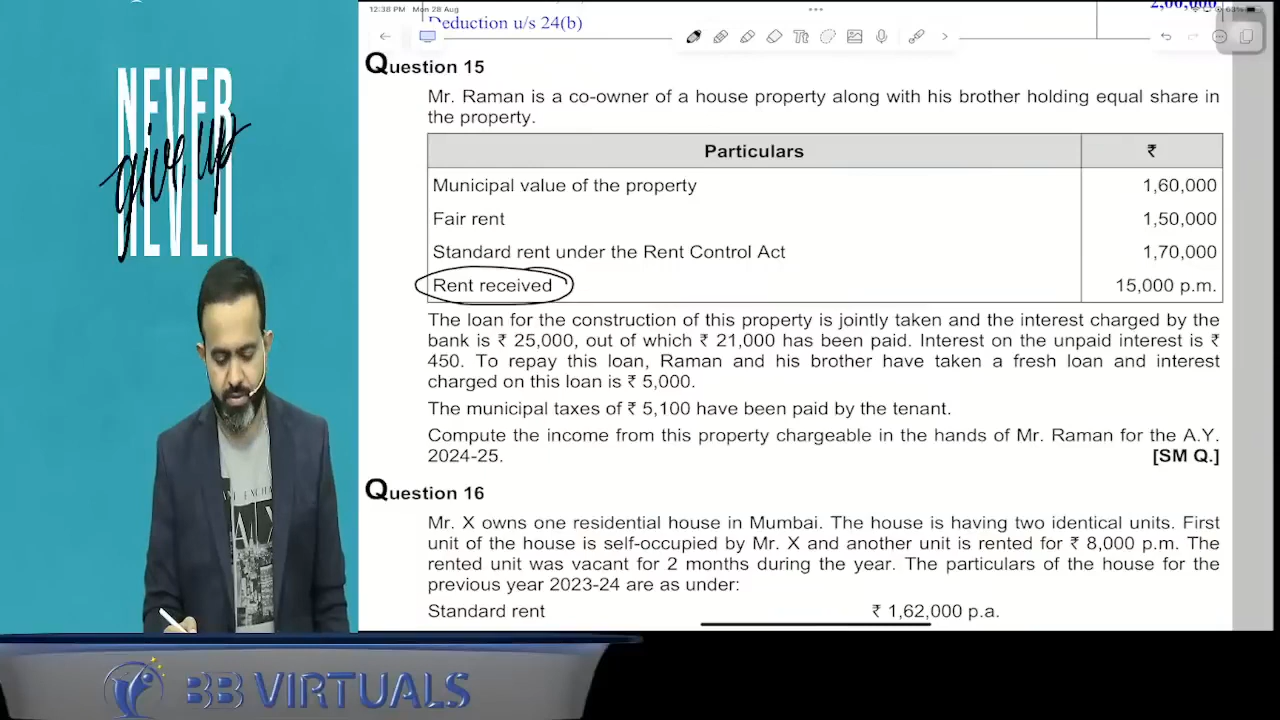 12:38 PM Mon 28 Aug
63%
Deduction u/s 24(b)
2,00,000
Question 15
Mr. Raman is a co-owner of a house property along with his brother holding equal share in
the property.
Particulars ₹
Municipal value of the property 1,60,000
Fair rent 1,50,000
Standard rent under the Rent Control Act 1,70,000
Rent received 15,000 p.m.
The loan for the construction of this property is jointly taken and the interest charged by the
bank is ₹ 25,000, out of which ₹ 21,000 has been paid. Interest on the unpaid interest is ₹
450. To repay this loan, Raman and his brother have taken a fresh loan and interest
charged on this loan is ₹ 5,000.
The municipal taxes of ₹ 5,100 have been paid by the tenant.
Compute the income from this property chargeable in the hands of Mr. Raman for the A.Y.
2024-25. [SM Q.]
Question 16
Mr. X owns one residential house in Mumbai. The house is having two identical units. First
unit of the house is self-occupied by Mr. X and another unit is rented for ₹ 8,000 p.m. The
rented unit was vacant for 2 months during the year. The particulars of the house for the
previous year 2023-24 are as under:
Standard rent ₹ 1,62,000 p.a.
NEVER
give up
NEVER
BB VIRTUALS